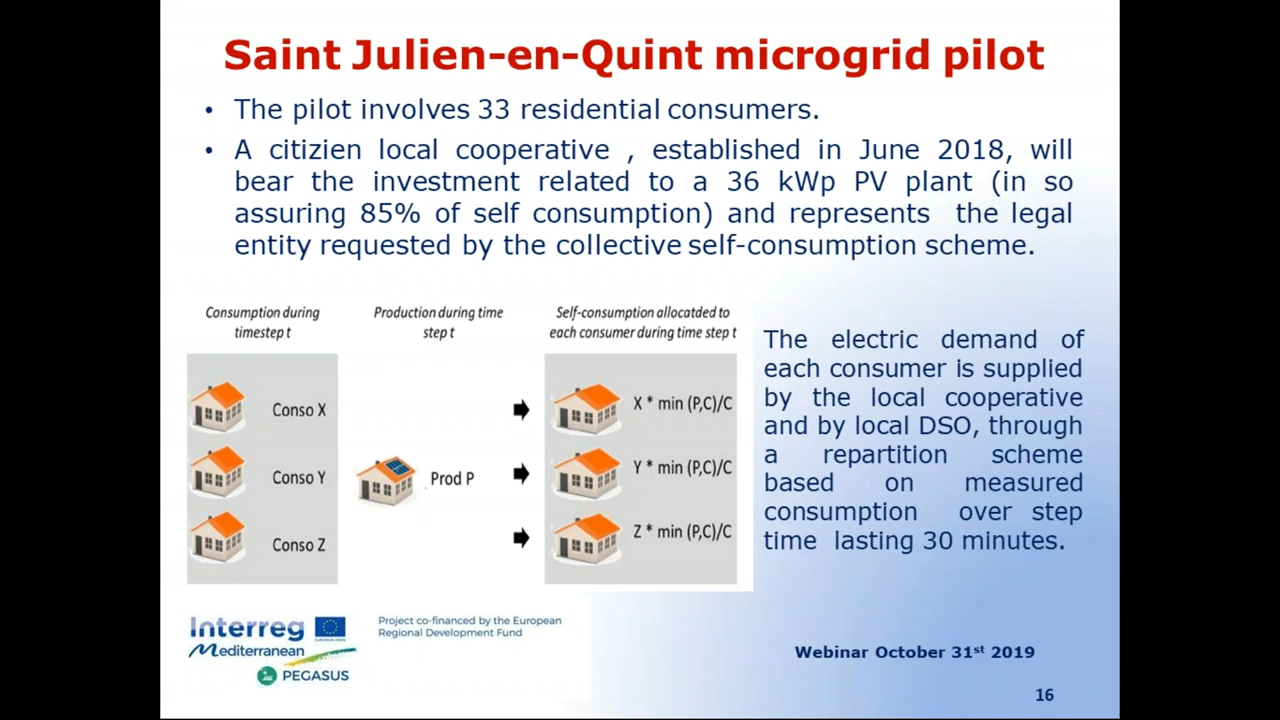 Saint Julien-en-Quint microgrid pilot
• The pilot involves 33 residential consumers.
• A citizien local cooperative , established in June 2018, will
bear the investment related to a 36 kWp PV plant (in so
assuring 85% of self consumption) and represents the legal
entity requested by the collective self-consumption scheme.
Consumption during
timestep t
Production during time
step t
Self-consumption allocatded to
each consumer during time step t
Conso X
X * min (P,C)/C
Conso Y
Prod P
Y * min (P,C)/C
Conso Z
Z * min (P,C)/C
The electric demand of
each consumer is supplied
by the local cooperative
and by local DSO, through
a repartition scheme
based on measured
consumption over step
time lasting 30 minutes.
Interreg
Mediterranean
PEGASUS
EUROPEAN UNION
Project co-financed by the European
Regional Development Fund
Webinar October 31st 2019
16